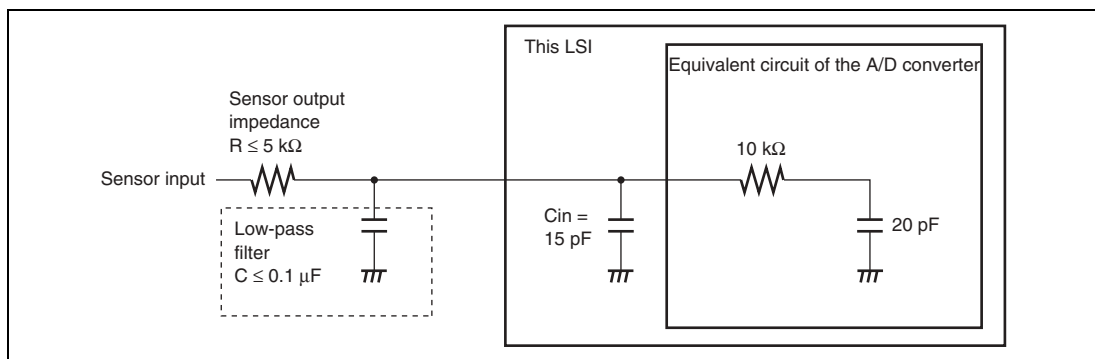 This LSI
Equivalent circuit of the A/D converter
Sensor output
impedance
R ≤ 5 kΩ
10 kΩ
Sensor input
Low-pass
filter
C ≤ 0.1 μF
Cin =
15 pF
20 pF